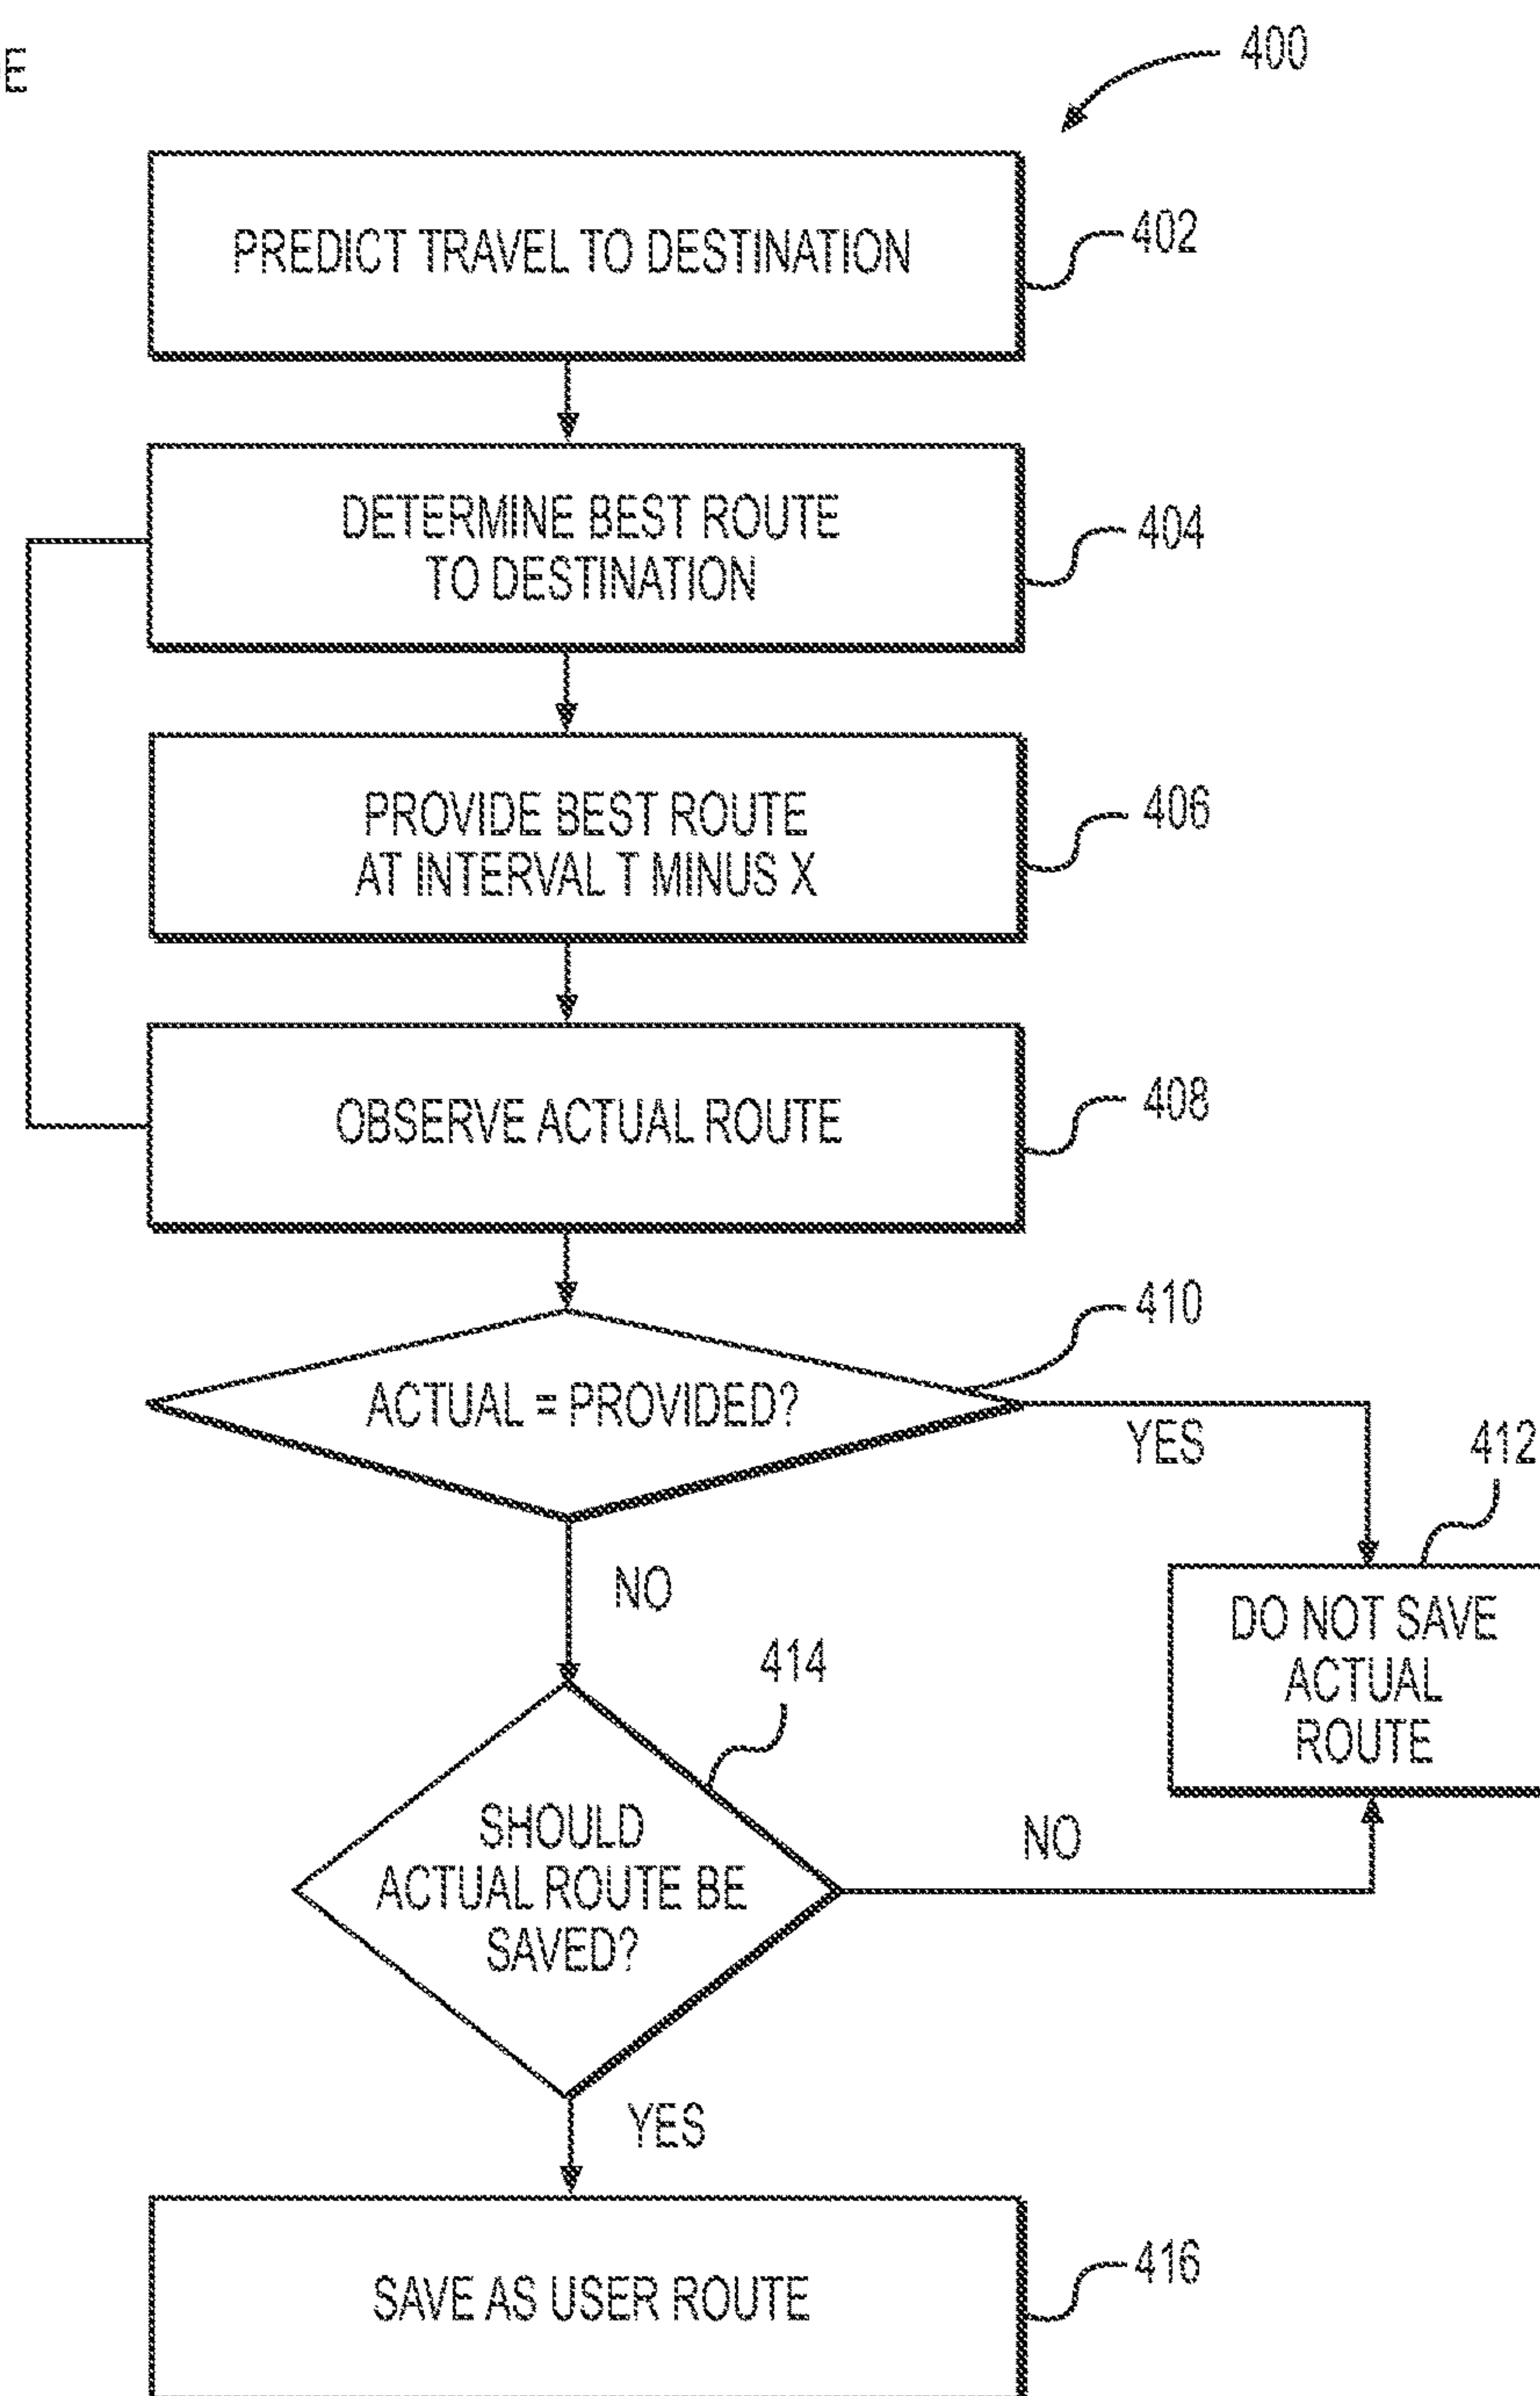 E
400
PREDICT TRAVEL TO DESTINATION
402
DETERMINE BEST ROUTE
TO DESTINATION
404
PROVIDE BEST ROUTE
AT INTERVAL T MINUS X
406
OBSERVE ACTUAL ROUTE
408
410
ACTUAL = PROVIDED?
YES
412
NO
DO NOT SAVE
ACTUAL
ROUTE
414
SHOULD
ACTUAL ROUTE BE
SAVED?
NO
YES
SAVE AS USER ROUTE
416